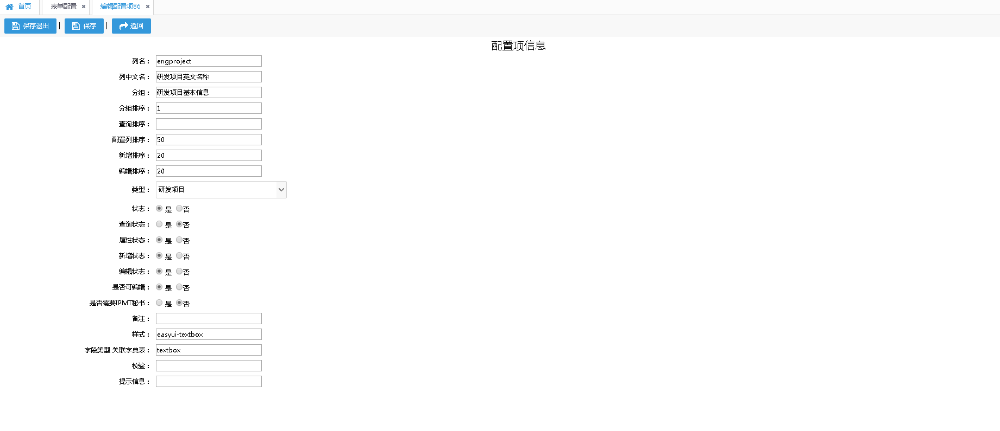 首页 表单配置 编辑配置项86
保存退出 | 保存 | 返回
配置项信息
列名： engproject
列中文名： 研发项目英文名称
分组： 研发项目基本信息
分组排序： 1
查询排序：
配置列排序： 50
新增排序： 20
编辑排序： 20
类型： 研发项目
状态： 是 否
查询状态： 是 否
属性状态： 是 否
新增状态： 是 否
编辑状态： 是 否
是否可编辑： 是 否
是否需要IPMT秘书： 是 否
备注：
样式： easyui-textbox
字段类型 关联字典表： textbox
校验：
提示信息：